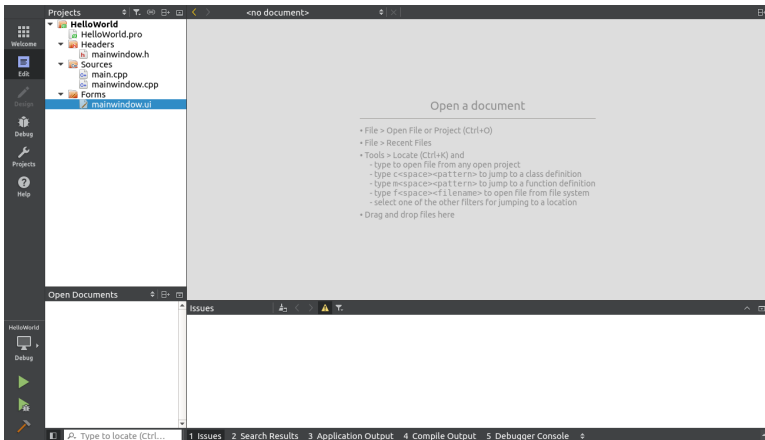 Projects
<no document>
Welcome
Edit
Design
Debug
Projects
Help
HelloWorld
HelloWorld.pro
Headers
mainwindow.h
Sources
main.cpp
mainwindow.cpp
Forms
mainwindow.ui
Open a document
• File > Open File or Project (Ctrl+O)
• File > Recent Files
• Tools > Locate (Ctrl+K) and
- type to open file from any open project
- type c<space><pattern> to jump to a class definition
- type m<space><pattern> to jump to a function definition
- type f<space><filename> to open file from file system
- select one of the other filters for jumping to a location
• Drag and drop files here
Open Documents
Issues
HelloWorld
Debug
Type to locate (Ctrl...
1 Issues 2 Search Results 3 Application Output 4 Compile Output 5 Debugger Console